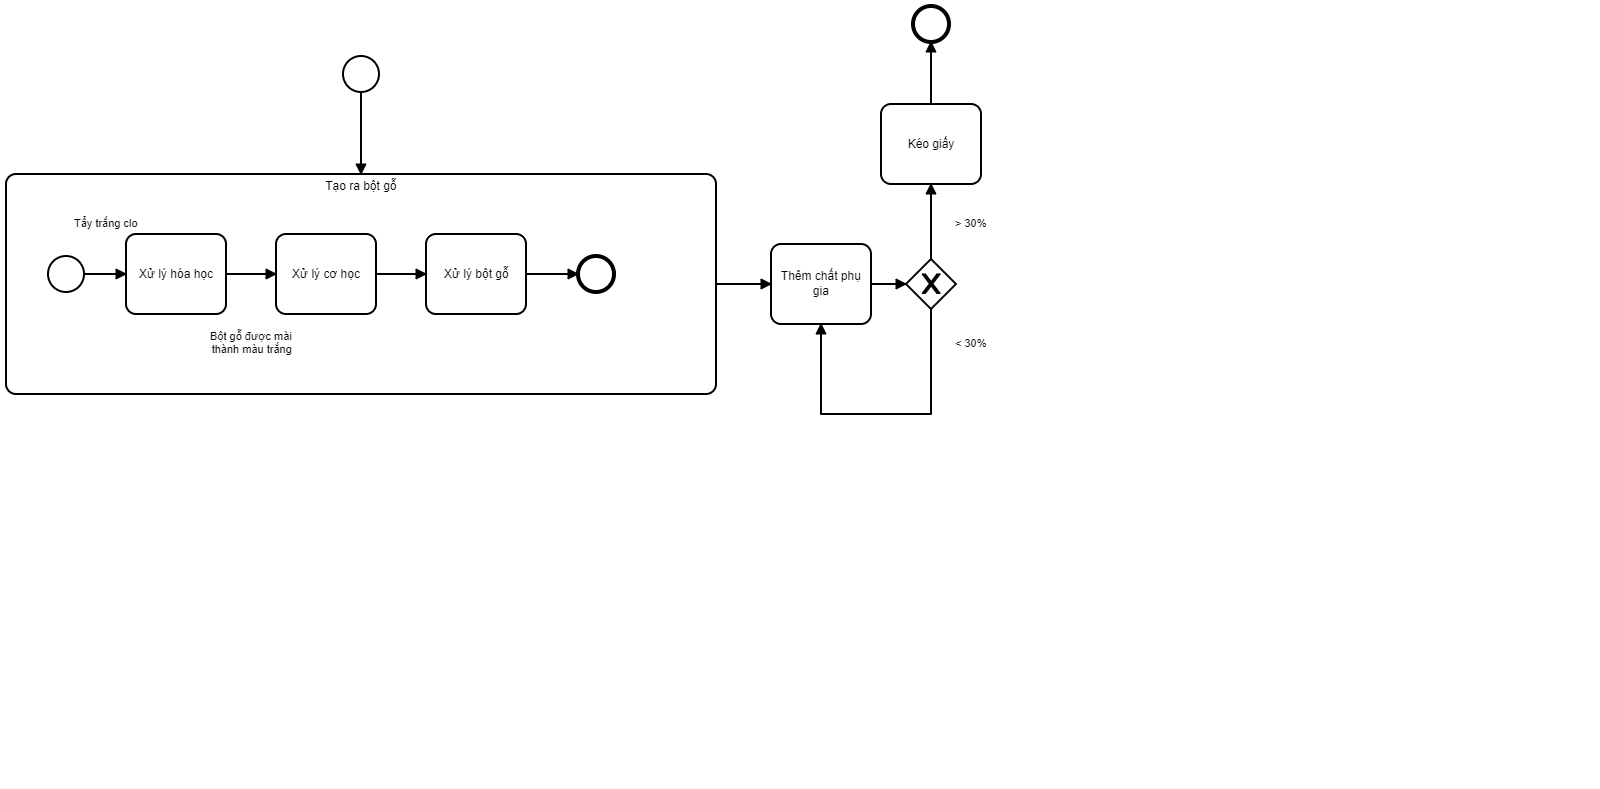 Tạo ra bột gỗ
Tẩy trắng clo
Xử lý hóa học
Xử lý cơ học
Xử lý bột gỗ
Bột gỗ được mài
thành màu trắng
Thêm chất phụ
gia
Kéo giấy
> 30%
< 30%